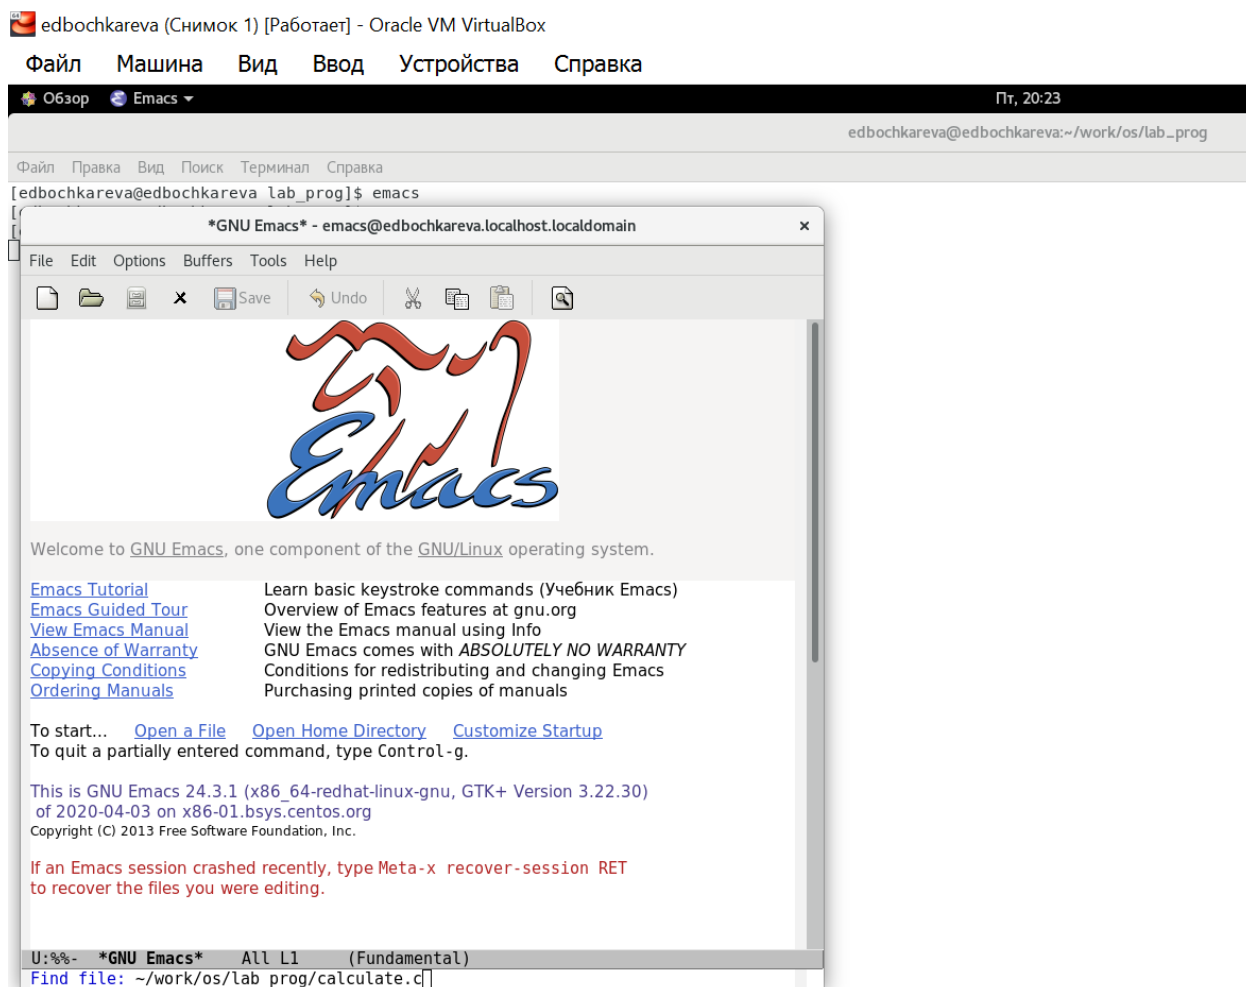 edbochkareva (Снимок 1) [Работает] - Oracle VM VirtualBox
Файл Машина Вид Ввод Устройства Справка
Обзор Emacs Пт, 20:23
edbochkareva@edbochkareva:~/work/os/lab_prog
Файл Правка Вид Поиск Терминал Справка
[edbochkareva@edbochkareva lab_prog]$ emacs
*GNU Emacs* - emacs@edbochkareva.localhost.localdomain
File Edit Options Buffers Tools Help
Save Undo
Emacs
Welcome to GNU Emacs, one component of the GNU/Linux operating system.
Emacs Tutorial Learn basic keystroke commands (Учебник Emacs)
Emacs Guided Tour Overview of Emacs features at gnu.org
View Emacs Manual View the Emacs manual using Info
Absence of Warranty GNU Emacs comes with ABSOLUTELY NO WARRANTY
Copying Conditions Conditions for redistributing and changing Emacs
Ordering Manuals Purchasing printed copies of manuals
To start... Open a File Open Home Directory Customize Startup
To quit a partially entered command, type Control-g.
This is GNU Emacs 24.3.1 (x86_64-redhat-linux-gnu, GTK+ Version 3.22.30)
of 2020-04-03 on x86-01.bsys.centos.org
Copyright (C) 2013 Free Software Foundation, Inc.
If an Emacs session crashed recently, type Meta-x recover-session RET
to recover the files you were editing.
U:%%- *GNU Emacs* All L1 (Fundamental)
Find file: ~/work/os/lab_prog/calculate.c